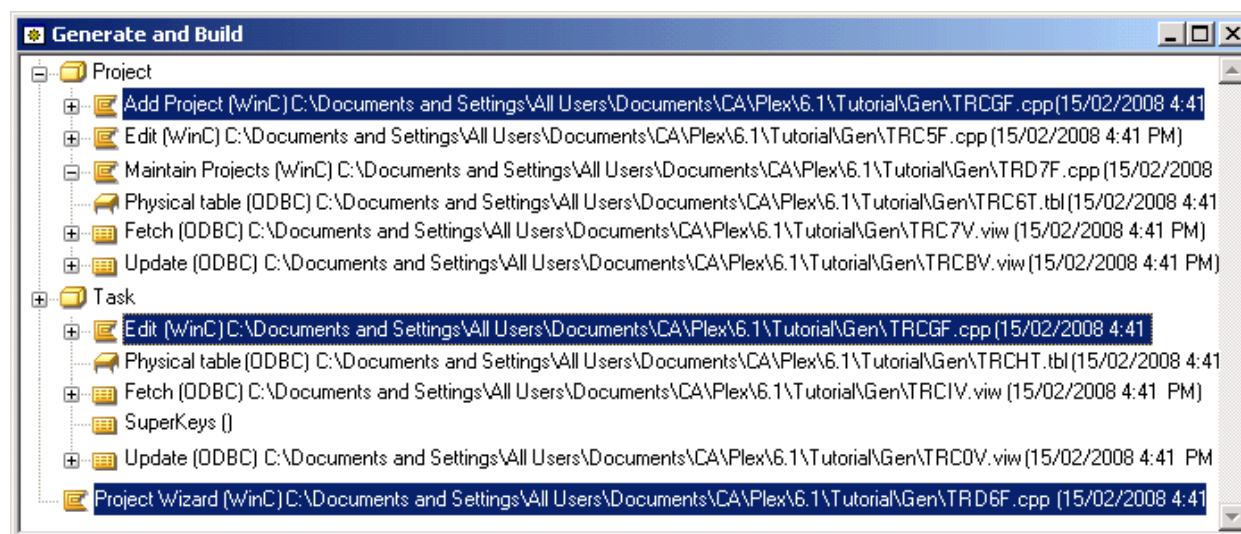 Generate and Build
Project
Add Project (WinC) C:\Documents and Settings\All Users\Documents\CA\Plex\6.1\Tutorial\Gen\TRCGF.cpp(15/02/2008 4:41
Edit (WinC) C:\Documents and Settings\All Users\Documents\CA\Plex\6.1\Tutorial\Gen\TRC5F.cpp (15/02/2008 4:41 PM)
Maintain Projects (WinC) C:\Documents and Settings\All Users\Documents\CA\Plex\6.1\Tutorial\Gen\TRD7F.cpp (15/02/2008
Physical table (ODBC) C:\Documents and Settings\All Users\Documents\CA\Plex\6.1\Tutorial\Gen\TRC6T.tbl(15/02/2008 4:41
Fetch (ODBC) C:\Documents and Settings\All Users\Documents\CA\Plex\6.1\Tutorial\Gen\TRC7V.viw (15/02/2008 4:41 PM)
Update (ODBC) C:\Documents and Settings\All Users\Documents\CA\Plex\6.1\Tutorial\Gen\TRCBV.viw (15/02/2008 4:41 PM)
Task
Edit (WinC) C:\Documents and Settings\All Users\Documents\CA\Plex\6.1\Tutorial\Gen\TRCGF.cpp (15/02/2008 4:41
Physical table (ODBC) C:\Documents and Settings\All Users\Documents\CA\Plex\6.1\Tutorial\Gen\TRCHT.tbl(15/02/2008 4:41
Fetch (ODBC) C:\Documents and Settings\All Users\Documents\CA\Plex\6.1\Tutorial\Gen\TRCIV.viw (15/02/2008 4:41 PM)
SuperKeys ()
Update (ODBC) C:\Documents and Settings\All Users\Documents\CA\Plex\6.1\Tutorial\Gen\TRC0V.viw (15/02/2008 4:41 PM
Project Wizard (WinC) C:\Documents and Settings\All Users\Documents\CA\Plex\6.1\Tutorial\Gen\TRD6F.cpp (15/02/2008 4:41